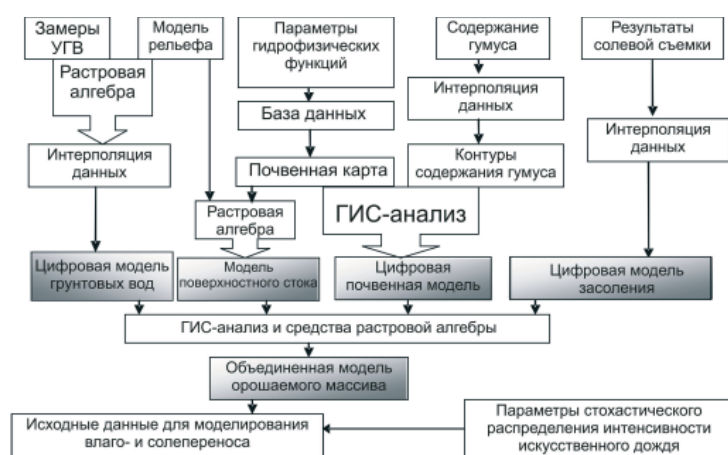 Замеры
УГВ
Растровая
алгебра
Модель
рельефа
Параметры
гидрофизических
функций
Содержание
гумуса
Результаты
солевой съемки
База данных
Интерполяция
данных
Интерполяция
данных
Интерполяция
данных
Почвенная карта
Контуры
содержания гумуса
Растровая
алгебра
ГИС-анализ
Цифровая модель
грунтовых вод
Модель
поверхностного стока
Цифровая
почвенная модель
Цифровая модель
засоления
ГИС-анализ и средства растровой алгебры
Объединенная модель
орошаемого массива
Исходные данные для моделирования
влаго- и солепереноса
Параметры стохастического
распределения интенсивности
искусственного дождя